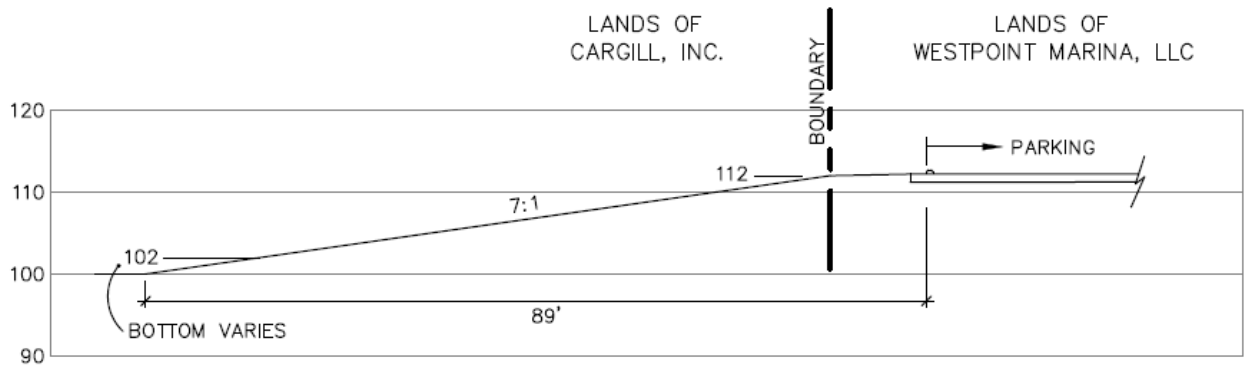 LANDS OF
CARGILL, INC.
LANDS OF
WESTPOINT MARINA, LLC
BOUNDARY
120
PARKING
112
110
7:1
102
100
89'
BOTTOM VARIES
90